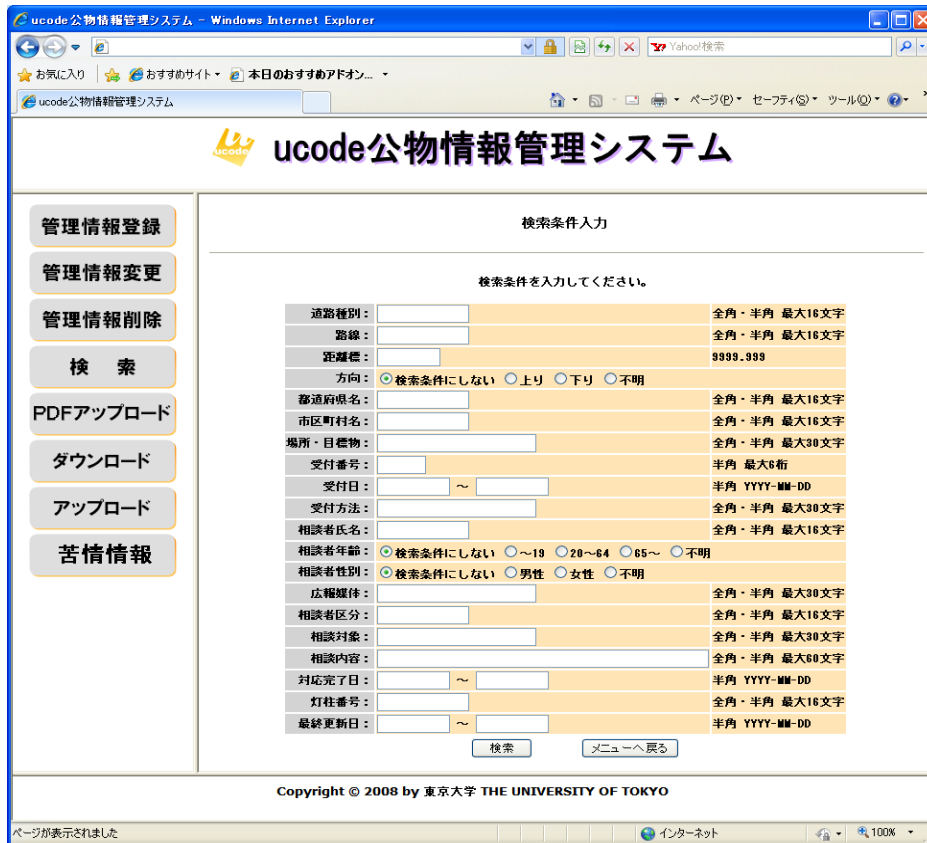 ucode公物情報管理システム - Windows Internet Explorer
Yahoo!検索
お気に入り おすすめサイト 本日のおすすめアドオン...
ucode公物情報管理システム ページ(P) セーフティ(S) ツール(O) »
ucode ucode公物情報管理システム
管理情報登録
管理情報変更
管理情報削除
検 索
PDFアップロード
ダウンロード
アップロード
苦情情報
検索条件入力
検索条件を入力してください。
道路種別: 全角・半角 最大16文字
路線: 全角・半角 最大16文字
距離標: 9999.999
方向: 検索条件にしない 上り 下り 不明
都道府県名: 全角・半角 最大16文字
市区町村名: 全角・半角 最大16文字
場所・目標物: 全角・半角 最大30文字
受付番号: 半角 最大6桁
受付日: ～ 半角 YYYY-MM-DD
受付方法: 全角・半角 最大30文字
相談者氏名: 全角・半角 最大16文字
相談者年齢: 検索条件にしない ～19 20～64 65～ 不明
相談者性別: 検索条件にしない 男性 女性 不明
広報媒体: 全角・半角 最大30文字
相談者区分: 全角・半角 最大16文字
相談対象: 全角・半角 最大30文字
相談内容: 全角・半角 最大60文字
対応完了日: ～ 半角 YYYY-MM-DD
灯柱番号: 全角・半角 最大16文字
最終更新日: ～ 半角 YYYY-MM-DD
検索 メニューへ戻る
Copyright © 2008 by 東京大学 THE UNIVERSITY OF TOKYO
ページが表示されました インターネット 100%